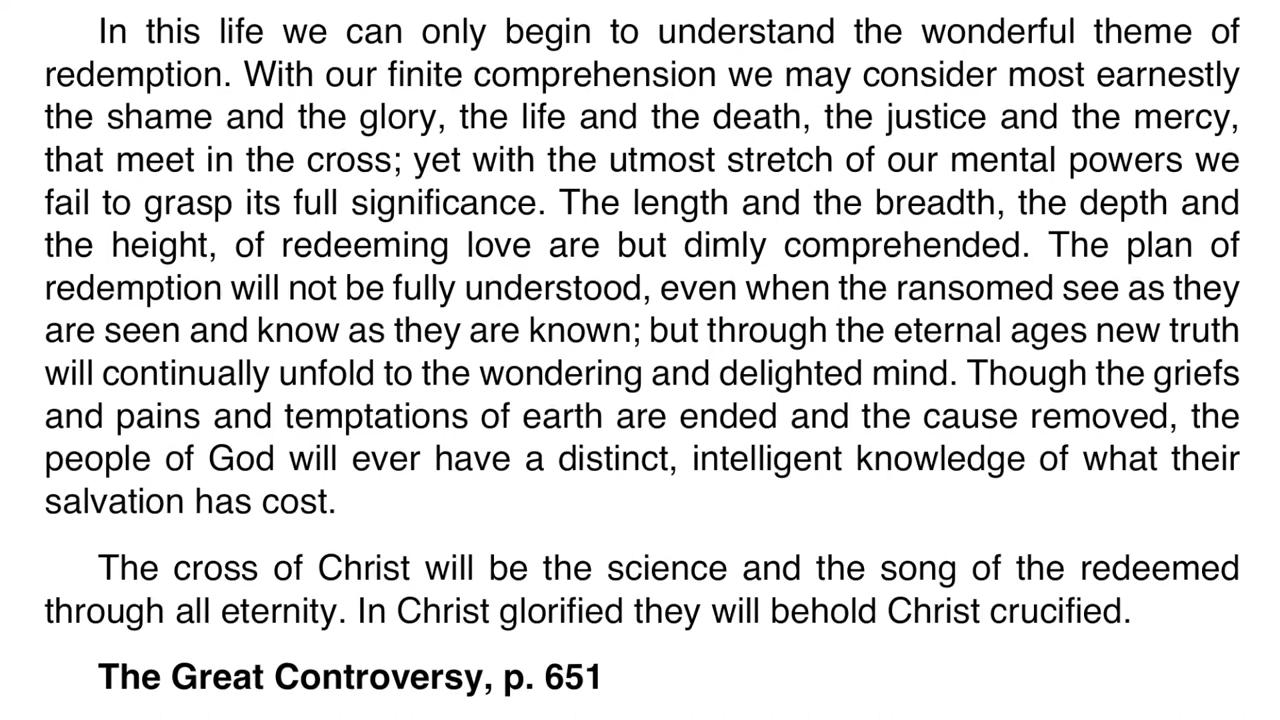 In this life we can only begin to understand the wonderful theme of
redemption. With our finite comprehension we may consider most earnestly
the shame and the glory, the life and the death, the justice and the mercy,
that meet in the cross; yet with the utmost stretch of our mental powers we
fail to grasp its full significance. The length and the breadth, the depth and
the height, of redeeming love are but dimly comprehended. The plan of
redemption will not be fully understood, even when the ransomed see as they
are seen and know as they are known; but through the eternal ages new truth
will continually unfold to the wondering and delighted mind. Though the griefs
and pains and temptations of earth are ended and the cause removed, the
people of God will ever have a distinct, intelligent knowledge of what their
salvation has cost.
The cross of Christ will be the science and the song of the redeemed
through all eternity. In Christ glorified they will behold Christ crucified.
The Great Controversy, p. 651